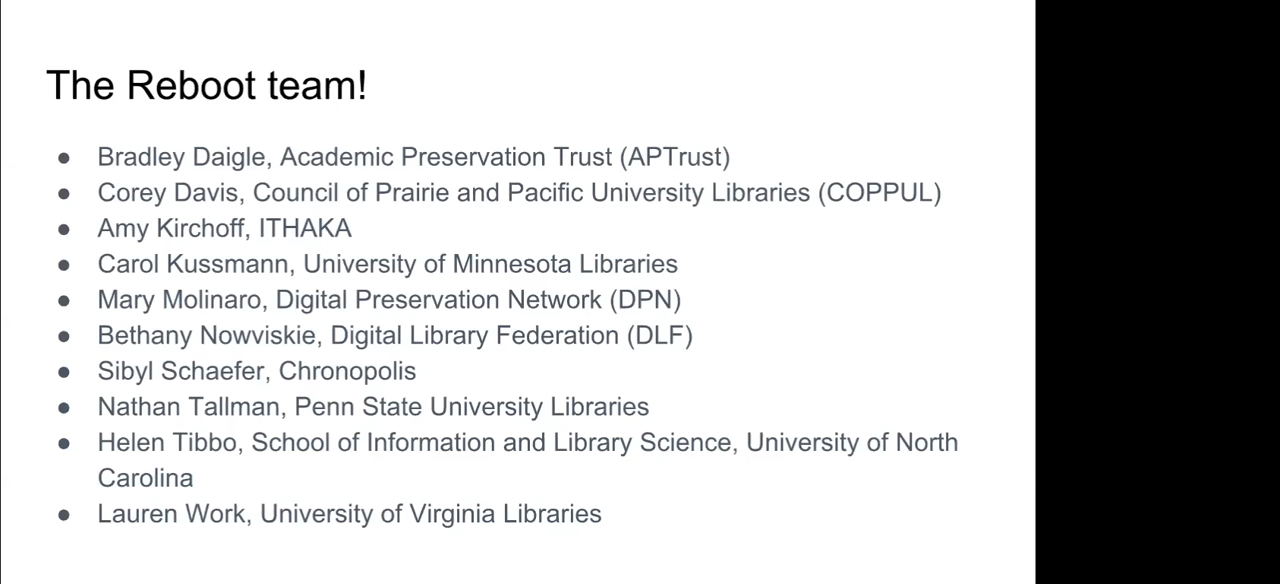 The Reboot team!
● Bradley Daigle, Academic Preservation Trust (APTrust)
● Corey Davis, Council of Prairie and Pacific University Libraries (COPPUL)
● Amy Kirchoff, ITHAKA
● Carol Kussmann, University of Minnesota Libraries
● Mary Molinaro, Digital Preservation Network (DPN)
● Bethany Nowviskie, Digital Library Federation (DLF)
● Sibyl Schaefer, Chronopolis
● Nathan Tallman, Penn State University Libraries
● Helen Tibbo, School of Information and Library Science, University of North
Carolina
● Lauren Work, University of Virginia Libraries